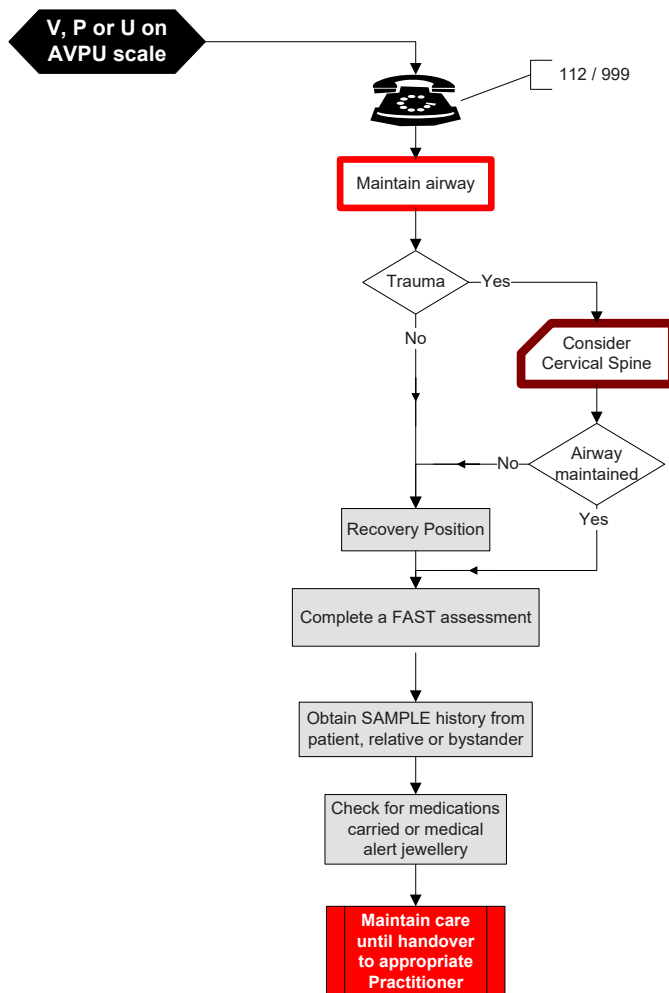 V, P or U on
AVPU scale
112 / 999
Maintain airway
Trauma
Yes
No
Consider
Cervical Spine
Airway
maintained
No
Yes
Recovery Position
Complete a FAST assessment
Obtain SAMPLE history from
patient, relative or bystander
Check for medications
carried or medical
alert jewellery
Maintain care
until handover
to appropriate
Practitioner